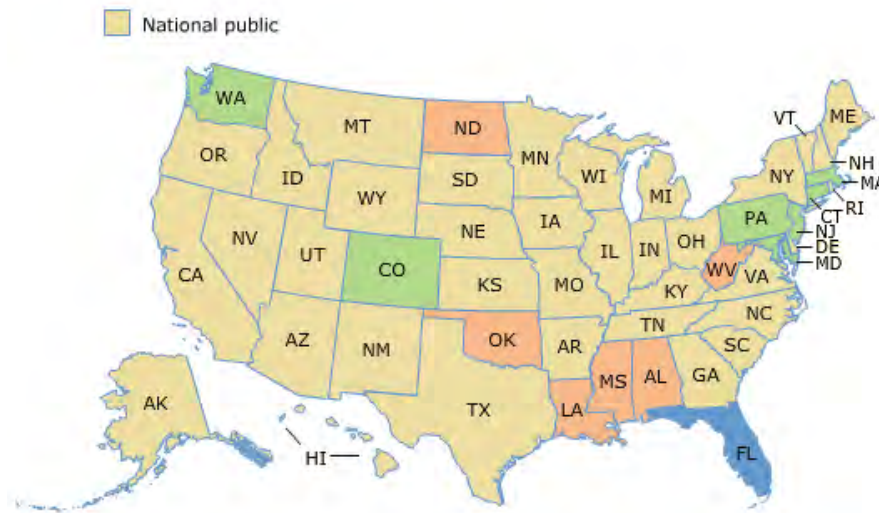 National public
WA
MT
ND
MN
VT
ME
OR
ID
WY
SD
WI
MI
NY
NH
MA
RI
CT
NV
UT
CO
NE
IA
IL
IN
OH
PA
NJ
DE
MD
CA
KS
MO
KY
WV
VA
AZ
NM
OK
AR
TN
NC
SC
AK
TX
LA
MS
AL
GA
HI
FL